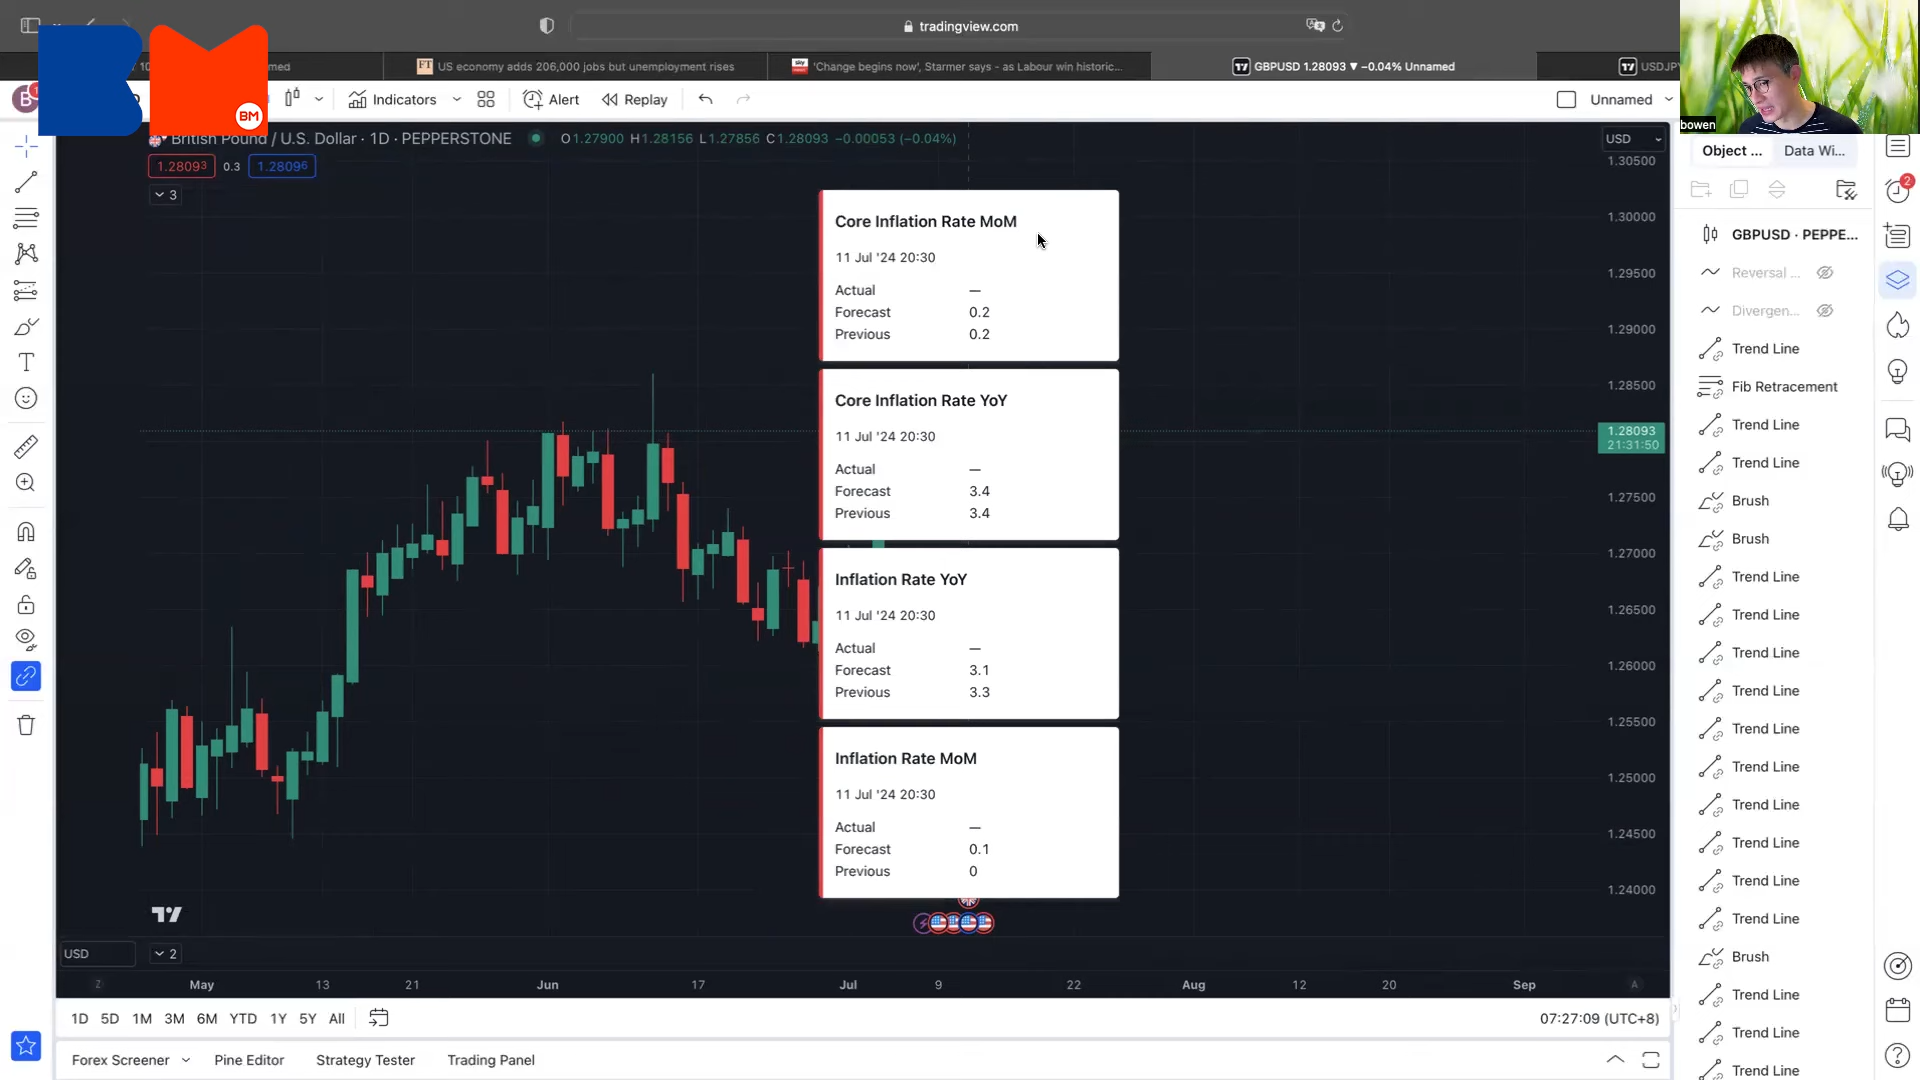 tradingview.com
US economy adds 206,000 jobs but unemployment rises
'Change begins now', Starmer says - as Labour win historic...
GBPUSD 1.28093 ▼ −0.04% Unnamed
USDJP
FT
sky
BM
bowen
Indicators
Alert
Replay
Unnamed
British Pound / U.S. Dollar · 1D · PEPPERSTONE
O1.27900 H1.28156 L1.27856 C1.28093 −0.00053 (−0.04%)
1.28093
0.3
1.28096
3
USD
Object ...
Data Wi...
1.30500
1.30000
1.29500
1.29000
1.28500
1.28093
21:31:50
1.27500
1.27000
1.26500
1.26000
1.25500
1.25000
1.24500
1.24000
Core Inflation Rate MoM
11 Jul '24 20:30
Actual —
Forecast 0.2
Previous 0.2
Core Inflation Rate YoY
11 Jul '24 20:30
Actual —
Forecast 3.4
Previous 3.4
Inflation Rate YoY
11 Jul '24 20:30
Actual —
Forecast 3.1
Previous 3.3
Inflation Rate MoM
11 Jul '24 20:30
Actual —
Forecast 0.1
Previous 0
GBPUSD · PEPPE...
Reversal ...
Divergen...
Trend Line
Fib Retracement
Trend Line
Trend Line
Brush
Brush
Trend Line
Trend Line
Trend Line
Trend Line
Trend Line
Trend Line
Trend Line
Trend Line
Trend Line
Trend Line
Brush
Trend Line
Trend Line
Trend Line
2
USD
2
Z
May
13
21
Jun
17
Jul
9
22
Aug
12
20
Sep
A
1D 5D 1M 3M 6M YTD 1Y 5Y All
07:27:09 (UTC+8)
Forex Screener
Pine Editor
Strategy Tester
Trading Panel